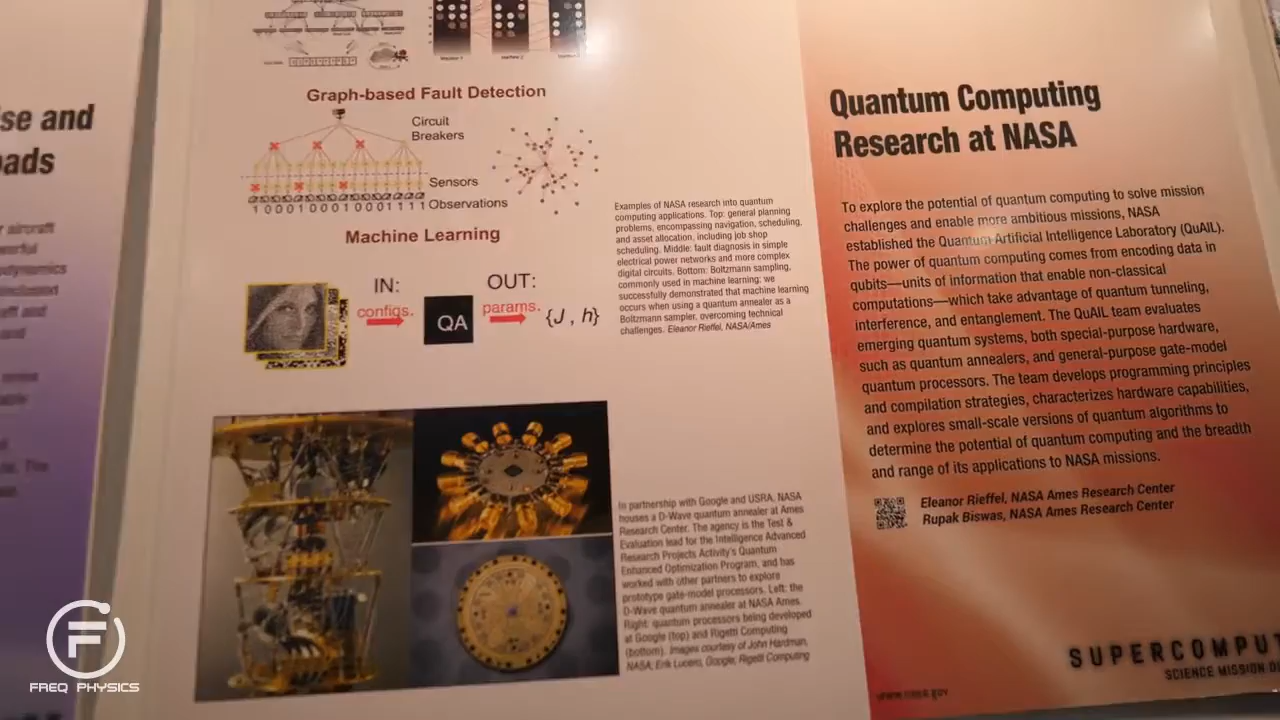 se and
oads
r aircraft
Graph-based Fault Detection
Circuit
Breakers
Sensors
Observations
1 0 0 0 1 0 0 0 1 0 0 0 1 1 1 1
Machine Learning
IN:
OUT:
configs.
QA
params.
{J , h}
Examples of NASA research into quantum
computing applications. Top: general planning
problems, encompassing navigation, scheduling,
and asset allocation, including job shop
scheduling. Middle: fault diagnosis in simple
electrical power networks and more complex
digital circuits. Bottom: Boltzmann sampling,
commonly used in machine learning; we
successfully demonstrated that machine learning
occurs when using a quantum annealer as a
Boltzmann sampler, overcoming technical
challenges. Eleanor Rieffel, NASA/Ames
In partnership with Google and USRA, NASA
houses a D-Wave quantum annealer at Ames
Research Center. The agency is the Test &
Evaluation lead for the Intelligence Advanced
Research Projects Activity's Quantum
Enhanced Optimization Program, and has
worked with other partners to explore
prototype gate-model processors. Left: the
D-Wave quantum annealer at NASA Ames.
Right: quantum processors being developed
at Google (top) and Rigetti Computing
(bottom). Images courtesy of John Hardman,
NASA; Erik Lucero, Google; Rigetti Computing
Quantum Computing
Research at NASA
To explore the potential of quantum computing to solve mission
challenges and enable more ambitious missions, NASA
established the Quantum Artificial Intelligence Laboratory (QuAIL).
The power of quantum computing comes from encoding data in
qubits—units of information that enable non-classical
computations—which take advantage of quantum tunneling,
interference, and entanglement. The QuAIL team evaluates
emerging quantum systems, both special-purpose hardware,
such as quantum annealers, and general-purpose gate-model
quantum processors. The team develops programming principles
and compilation strategies, characterizes hardware capabilities,
and explores small-scale versions of quantum algorithms to
determine the potential of quantum computing and the breadth
and range of its applications to NASA missions.
Eleanor Rieffel, NASA Ames Research Center
Rupak Biswas, NASA Ames Research Center
SUPERCOMPUT
SCIENCE MISSION DI
www.nasa.gov
FREQ PHYSICS